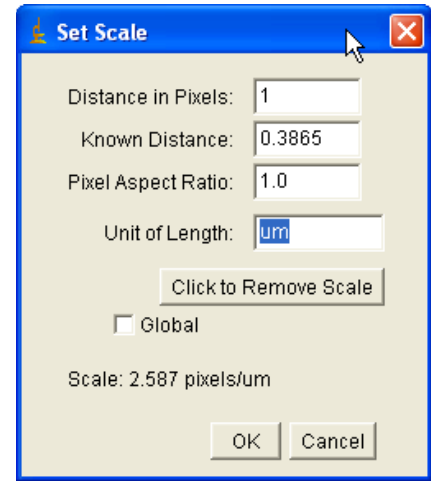 Set Scale
Distance in Pixels: 1
Known Distance: 0.3865
Pixel Aspect Ratio: 1.0
Unit of Length: um
Click to Remove Scale
Global
Scale: 2.587 pixels/um
OK Cancel